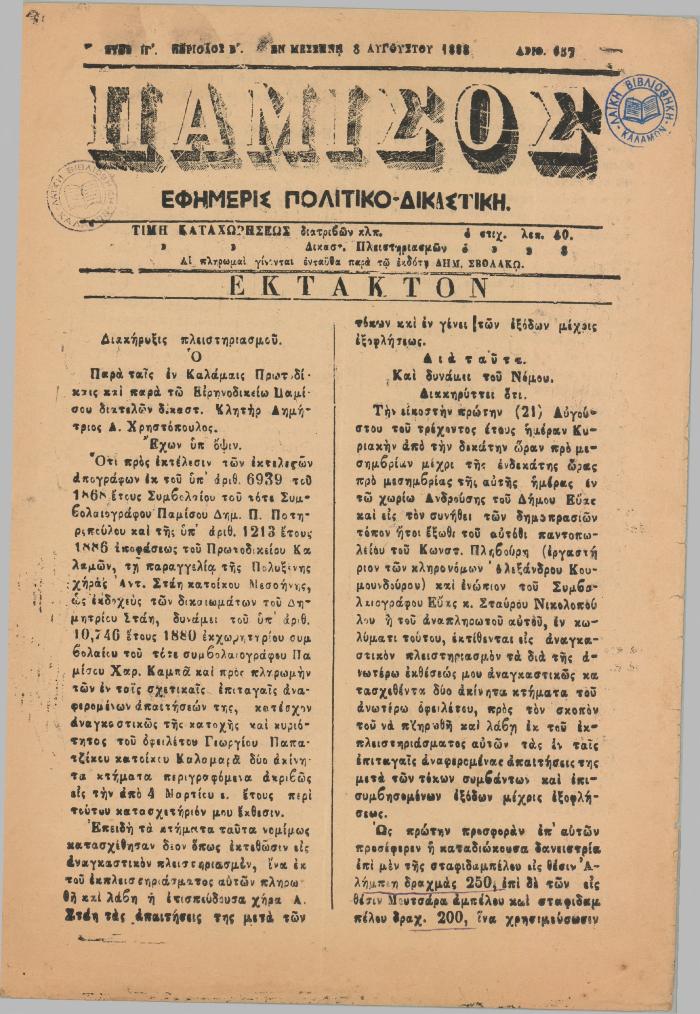 ΕΤΟΣ ΙΓ'. ΠΕΡΙΟΔΟΣ Β'. ΕΝ ΜΕΣΣΗΝΗ 8 ΑΥΓΟΥΣΤΟΥ 1888 ΑΡΙΘ. 657
ΠΑΜΙΣΟΣ
ΛΑΪΚΗ ΒΙΒΛΙΟΘΗΚΗ ΚΑΛΑΜΩΝ
ΕΦΗΜΕΡΙΣ ΠΟΛΙΤΙΚΟ-ΔΙΚΑΣΤΙΚΗ.
ΤΙΜΗ ΚΑΤΑΧΩΡΗΣΕΩΣ διατριβῶν κλπ. ὁ στιχ. λεπ. 40.
» » Δικαστ. Πλειστηριασμῶν ὁ » » 8
Αἱ πληρωμαὶ γίνονται ἐνταῦθα παρὰ τῷ ἐκδότῃ ΔΗΜ. ΣΒΟΛΑΚΩ.
ΕΚΤΑΚΤΟΝ
Διακήρυξις πλειστηριασμοῦ.
Ὁ
Παρὰ ταῖς ἐν Καλάμαις Πρωτοδί
καις καὶ παρὰ τῷ Εἰρηνοδικείῳ Παμί
σου διατελῶν δικαστ. Κλητὴρ Δημή
τριος Α. Χρηστόπουλος.
Ἔχων ὑπ' ὄψιν.
Ὅτι πρὸς ἐκτέλεσιν τῶν ἐκτελεστῶν
ἀπογράφων ἐκ τοῦ ὑπ' ἀριθ. 6939 τοῦ
1868 ἔτους Συμβολαίου τοῦ τότε Συμ
βολαιογράφου Παμίσου Δημ. Π. Ποτη
ριοπούλου καὶ τῆς ὑπ' ἀριθ. 1213 ἔτους
1886 ἀποφάσεως τοῦ Πρωτοδικείου Κα
λαμῶν, τῇ παραγγελίᾳ τῆς Πολυξένης
χήρας Ἀντ. Στάη κατοίκου Μεσσήνης,
ὡς ἐκδοχεὺς τῶν δικαιωμάτων τοῦ Δη
μητρίου Στάη, δυνάμει τοῦ ὑπ' ἀριθ.
10,746 ἔτους 1880 ἐκχωρητηρίου συμ
βολαίου τοῦ τότε συμβολαιογράφου Πα
μίσου Χαρ. Καμπᾶ καὶ πρὸς πληρωμὴν
τῶν ἐν ταῖς σχετικαῖς ἐπιταγαῖς ἀνα-
φερομένων ἀπαιτήσεών της, κατέσχον
ἀναγκαστικῶς τῆς κατοχῆς καὶ κυριό-
τητος τοῦ ὀφειλέτου Γεωργίου Παπα-
τζίκου κατοίκου Καλαμαρᾶ δύο ἀκίνη-
τα κτήματα περιγραφόμενα ἀκριβῶς
εἰς τὴν ἀπὸ 4 Μαρτίου ε. ἔτους περὶ
τούτου κατασχετήριόν μου ἔκθεσιν.
Ἐπειδὴ τὰ κτήματα ταῦτα νομίμως
κατασχέθησαν δέον ὅπως ἐκτεθῶσιν εἰς
ἀναγκαστικὸν πλειστηριασμόν, ἵνα ἐκ
τοῦ ἐκπλειστηριάσματος αὐτῶν πληρω
θῇ καὶ λάβῃ ἡ ἐπισπεύδουσα χήρα Α.
Στάη τὰς ἀπαιτήσεις της μετὰ τῶν
τόκων καὶ ἐν γένει τῶν ἐξόδων μέχρις
ἐξοφλήσεως.
Διὰ ταῦτα.
Καὶ δυνάμει τοῦ Νόμου.
Διακηρύττει ὅτι.
Τὴν εἰκοστὴν πρώτην (21) Αὐγού-
στου τοῦ τρέχοντος ἔτους ἡμέραν Κυ-
ριακὴν ἀπὸ τὴν δεκάτην ὥραν πρὸ με-
σημβρίαν μέχρι τῆς ἑνδεκάτης ὥρας
πρὸ μεσημβρίας τῆς αὐτῆς ἡμέρας ἐν
τῷ χωρίῳ Ἀνδρούσης τοῦ Δήμου Εὔας
καὶ εἰς τὸν συνήθει τῶν δημοπρασιῶν
τόπον ἤτοι ἔξωθι τοῦ αὐτόθι παντοπω-
λείου τοῦ Κωνστ. Πληβούρη (ἐργαστή
ριον τῶν κληρονόμων Ἀλεξάνδρου Κου-
μουνδούρου) καὶ ἐνώπιον τοῦ Συμβο-
λαιογράφου Εὔας κ. Σταύρου Νικολοπού
λου ἢ τοῦ ἀναπληρωτοῦ αὐτοῦ, ἐν κω-
λύματι τούτου, ἐκτίθενται εἰς ἀναγκα-
στικὸν πλειστηριασμὸν τὰ διὰ τῆς ἀ-
νωτέρω ἐκθέσεώς μου ἀναγκαστικῶς κα
τασχεθέντα δύο ἀκίνητα κτήματα τοῦ
ἀνωτέρω ὀφειλέτου, πρὸς τὸν σκοπὸν
τοῦ νὰ πληρωθῇ καὶ λάβῃ ἐκ τοῦ ἐκ-
πλειστηριάσματος αὐτῶν τὰς ἐν ταῖς
ἐπιταγαῖς ἀναφερομένας ἀπαιτήσεις της
μετὰ τῶν τόκων συμβάντων καὶ ἐπι-
συμβησομένων ἐξόδων μέχρις ἐξοφλή-
σεως.
Ὡς πρώτην προσφορὰν ἐπ' αὐτῶν
προσέφερεν ἡ καταδιώκουσα δανειστρία
ἐπὶ μὲν τῆς σταφιδαμπέλου εἰς θέσιν Ἀ-
λήμπεη δραχμὰς 250, ἐπὶ δὲ τῶν εἰς
θέσιν Μουτσάρα ἀμπέλου καὶ σταφιδαμ
πέλου δραχ. 200, ἵνα χρησιμεύσωσιν